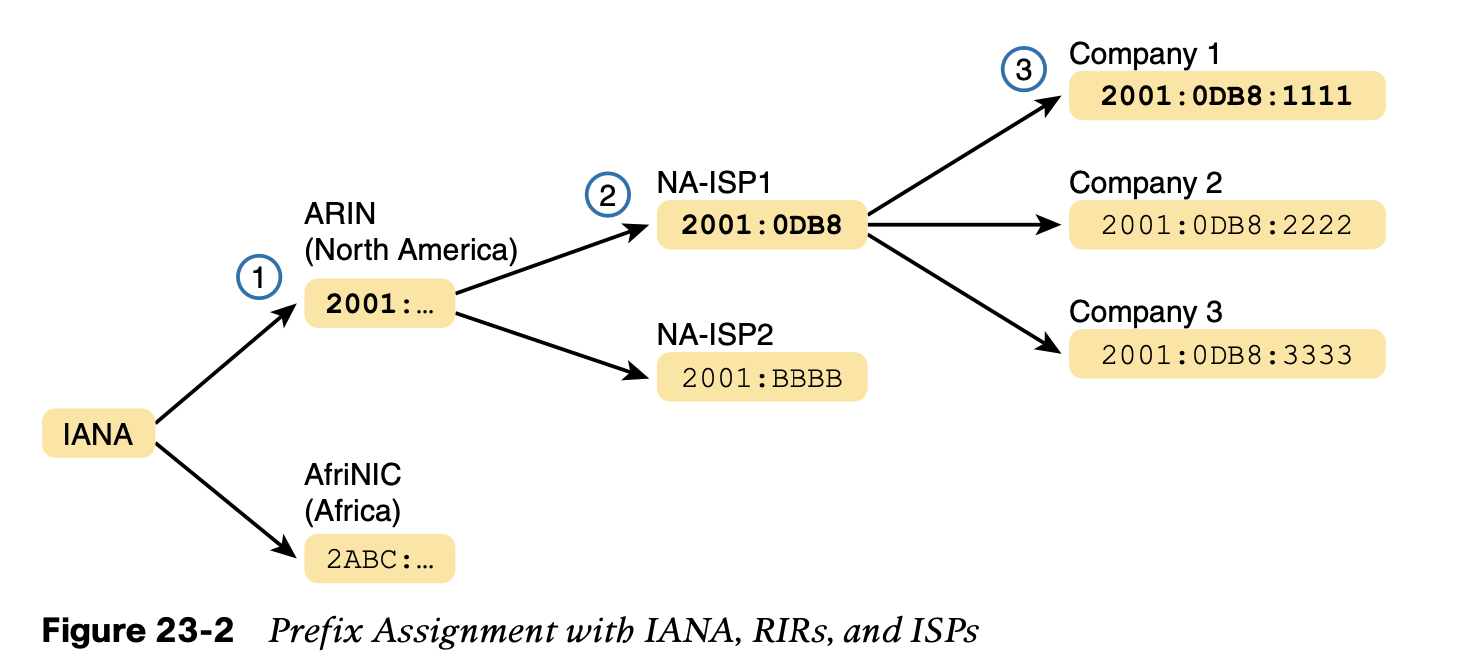 Company 1
3
2001:0DB8:1111
NA-ISP1
Company 2
2
2001:0DB8
2001:0DB8:2222
ARIN
(North America)
1
2001:...
NA-ISP2
2001:BBBB
Company 3
2001:0DB8:3333
IANA
AfriNIC
(Africa)
2ABC:...
Figure 23-2 Prefix Assignment with IANA, RIRs, and ISPs